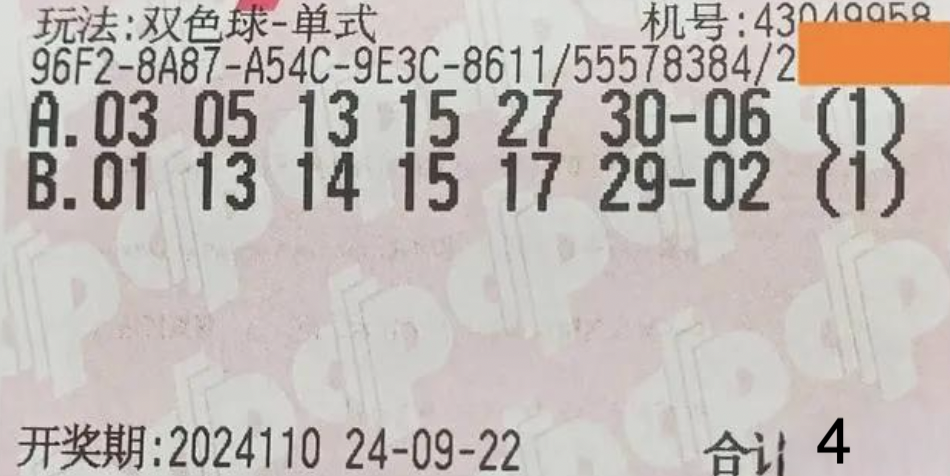 玩法:双色球-单式 机号:43049958
96F2-8A87-A54C-9E3C-8611/55578384/2
A.03 05 13 15 27 30-06 (1)
B.01 13 14 15 17 29-02 (1)
开奖期:2024110 24-09-22 合计 4